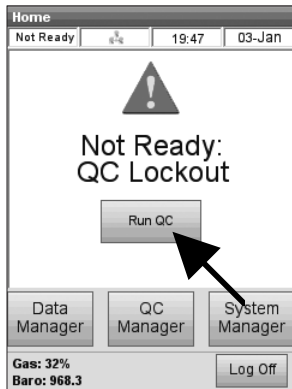 Home
Not Ready 19:47 03-Jan
Not Ready:
QC Lockout
Run QC
Data Manager
QC Manager
System Manager
Gas: 32%
Baro: 968.3
Log Off